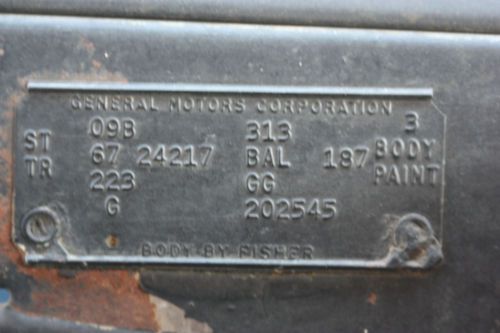 GENERAL MOTORS CORPORATION
09B 313 3
ST 67 24217 BAL 187 BODY
TR 223 GG PAINT
G 202545
BODY BY FISHER